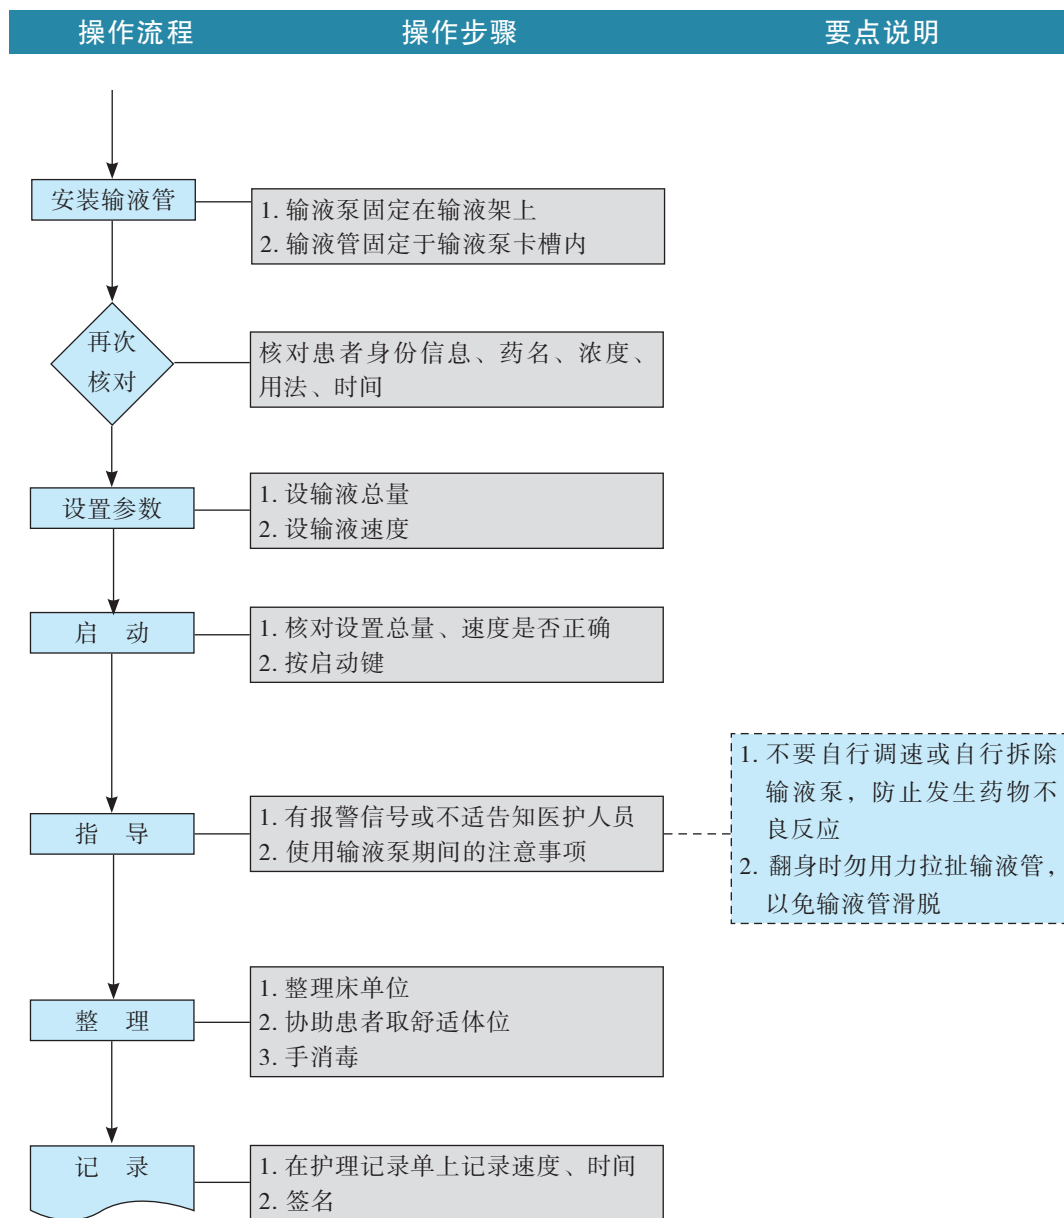 操作流程
操作步骤
要点说明
安装输液管
1. 输液泵固定在输液架上
2. 输液管固定于输液泵卡槽内
再次
核对
核对患者身份信息、药名、浓度、
用法、时间
设置参数
1. 设输液总量
2. 设输液速度
启 动
1. 核对设置总量、速度是否正确
2. 按启动键
指 导
1. 有报警信号或不适告知医护人员
2. 使用输液泵期间的注意事项
1. 不要自行调速或自行拆除
输液泵，防止发生药物不
良反应
2. 翻身时勿用力拉扯输液管，
以免输液管滑脱
整 理
1. 整理床单位
2. 协助患者取舒适体位
3. 手消毒
记 录
1. 在护理记录单上记录速度、时间
2. 签名